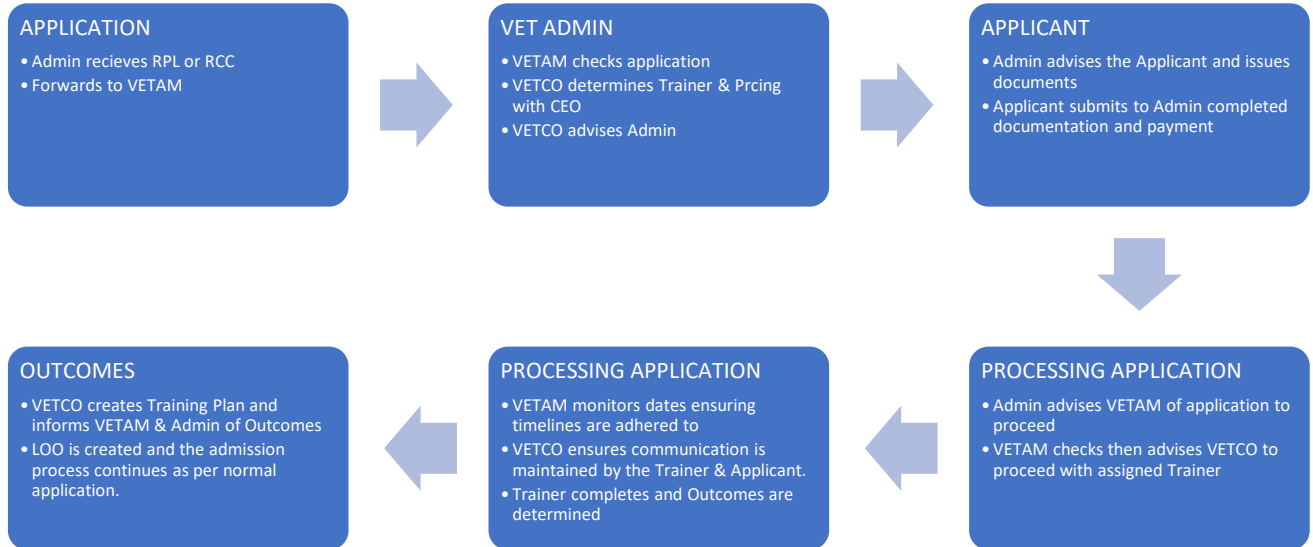 APPLICATION
• Admin recieves RPL or RCC
• Forwards to VETAM
VET ADMIN
• VETAM checks application
• VETCO determines Trainer & Prcing
with CEO
• VETCO advises Admin
APPLICANT
• Admin advises the Applicant and issues
documents
• Applicant submits to Admin completed
documentation and payment
PROCESSING APPLICATION
• Admin advises VETAM of application to
proceed
• VETAM checks then advises VETCO to
proceed with assigned Trainer
PROCESSING APPLICATION
• VETAM monitors dates ensuring
timelines are adhered to
• VETCO ensures communication is
maintained by the Trainer & Applicant.
• Trainer completes and Outcomes are
determined
OUTCOMES
• VETCO creates Training Plan and
informs VETAM & Admin of Outcomes
• LOO is created and the admission
process continues as per normal
application.